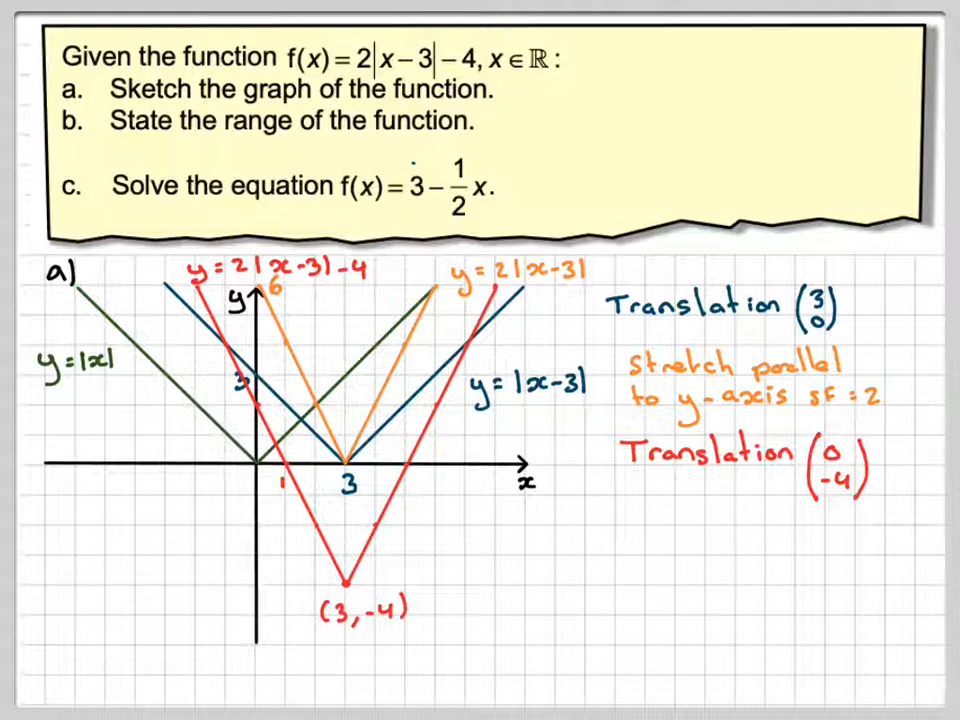 Given the function f(x) = 2|x − 3| − 4, x ∈ ℝ :
a. Sketch the graph of the function.
b. State the range of the function.
c. Solve the equation f(x) = 3 − 1/2 x.
a)
y = 2|x-3|-4
y = 2|x-3|
y
6
Translation (3 0)
y = |x|
stretch parallel
to y-axis SF = 2
3
y = |x-3|
Translation (0 -4)
1
3
x
(3, -4)